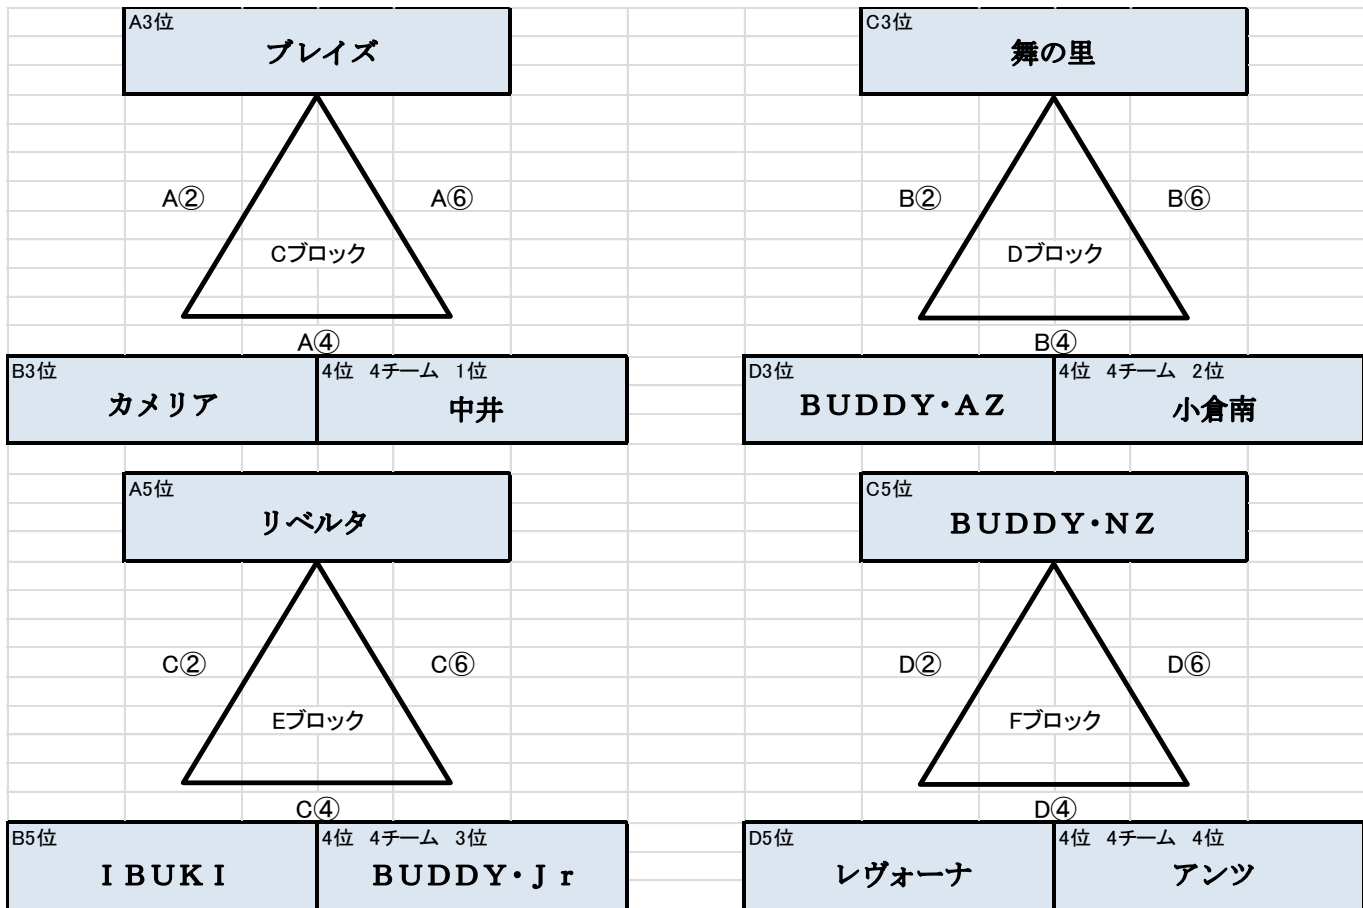 A3位
ブレイズ
A②
A⑥
Cブロック
A④
B3位
カメリア
4位 4チーム 1位
中井
C3位
舞の里
B②
B⑥
Dブロック
B④
D3位
ＢＵＤＤＹ・ＡＺ
4位 4チーム 2位
小倉南
A5位
リベルタ
C②
C⑥
Eブロック
C④
B5位
ＩＢＵＫＩ
4位 4チーム 3位
ＢＵＤＤＹ・Ｊｒ
C5位
ＢＵＤＤＹ・ＮＺ
D②
D⑥
Fブロック
D④
D5位
レヴォーナ
4位 4チーム 4位
アンツ